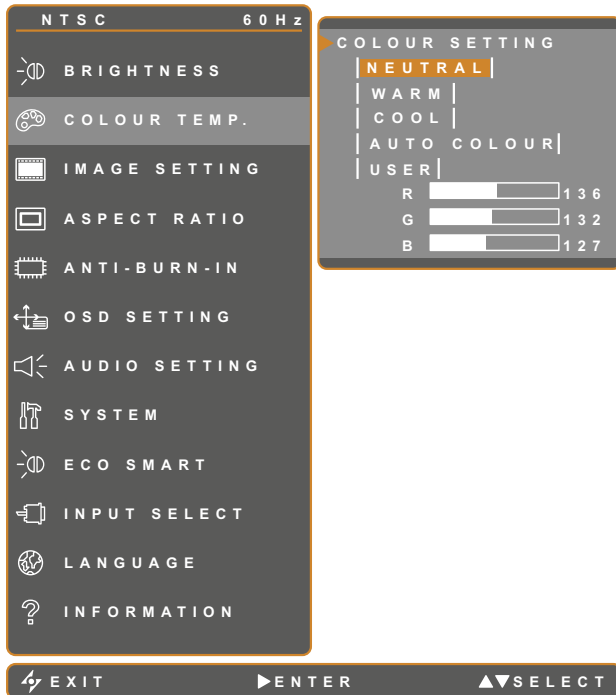 NTSC 60Hz
BRIGHTNESS
COLOUR TEMP.
IMAGE SETTING
ASPECT RATIO
ANTI-BURN-IN
OSD SETTING
AUDIO SETTING
SYSTEM
ECO SMART
INPUT SELECT
LANGUAGE
INFORMATION
COLOUR SETTING
NEUTRAL
WARM
COOL
AUTO COLOUR
USER
R 136
G 132
B 127
EXIT ENTER SELECT